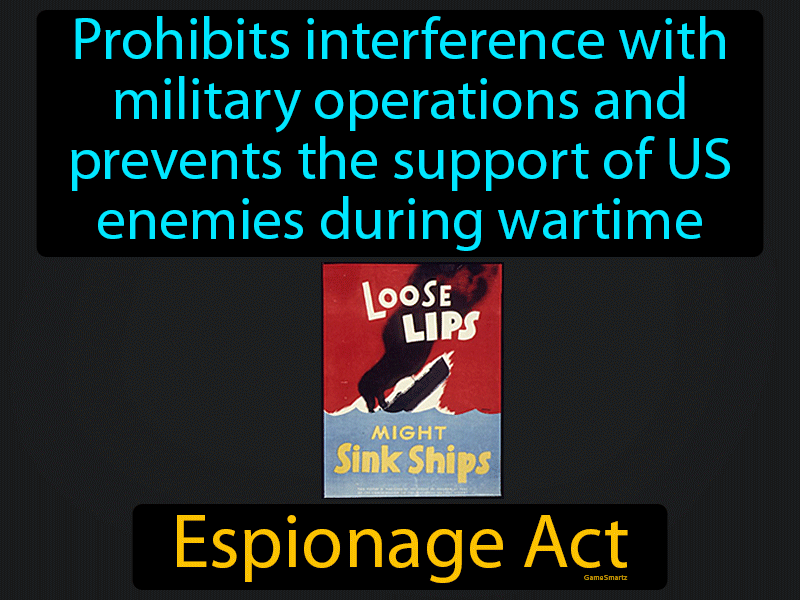 Prohibits interference with
military operations and
prevents the support of US
enemies during wartime
LOOSE
LIPS
MIGHT
Sink Ships
Espionage Act
GameSmartz